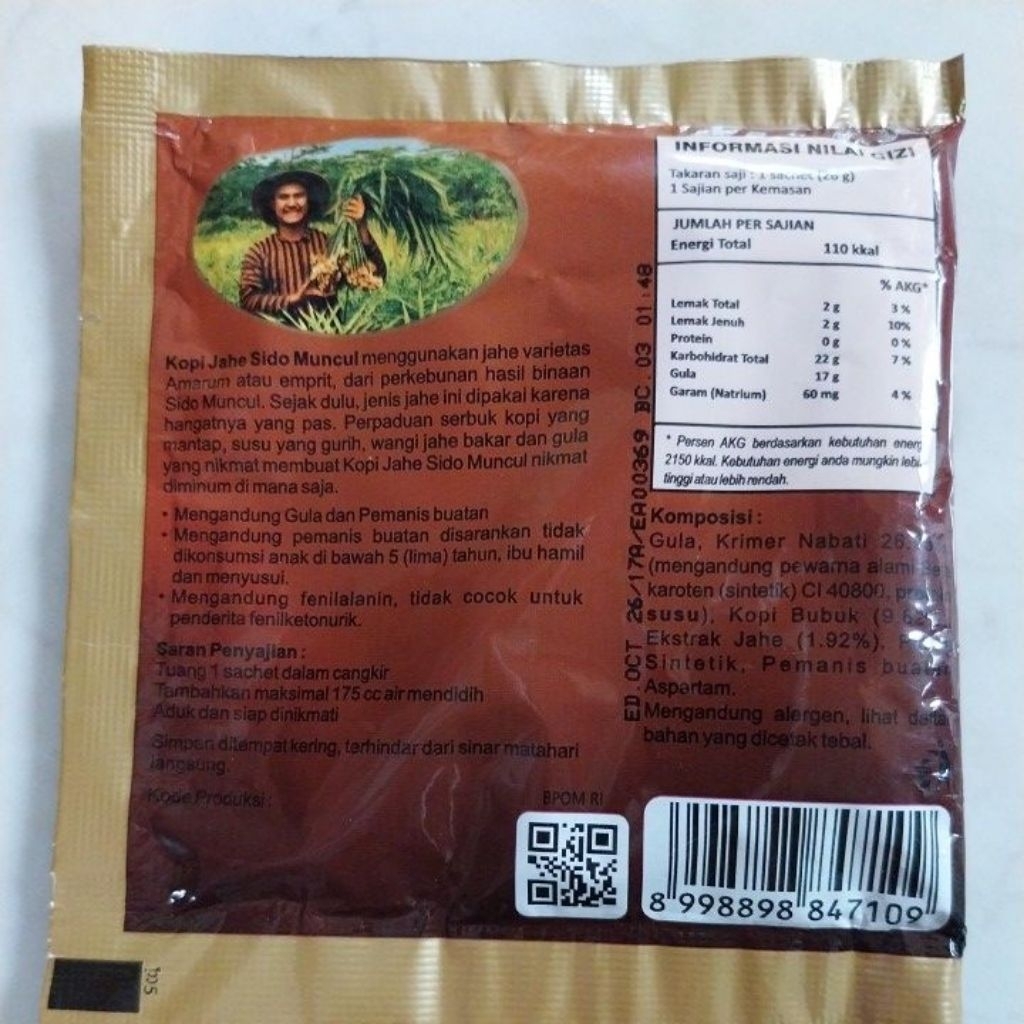 Kopi Jahe Sido Muncul menggunakan jahe varietas
Amarum atau emprit, dari perkebunan hasil binaan
Sido Muncul. Sejak dulu, jenis jahe ini dipakai karena
hangatnya yang pas. Perpaduan serbuk kopi yang
mantap, susu yang gurih, wangi jahe bakar dan gula
yang nikmat membuat Kopi Jahe Sido Muncul nikmat
diminum di mana saja.
• Mengandung Gula dan Pemanis buatan
• Mengandung pemanis buatan disarankan tidak
dikonsumsi anak di bawah 5 (lima) tahun, ibu hamil
dan menyusui.
• Mengandung fenilalanin, tidak cocok untuk
penderita fenilketonurik.
Saran Penyajian :
Tuang 1 sachet dalam cangkir
Tambahkan maksimal 175 cc air mendidih
Aduk dan siap dinikmati
Simpan ditempat kering, terhindar dari sinar matahari
langsung.
Kode Produksi :
BPOM RI
ED.OCT 26/17A/EA00369 BC 03 01:48
INFORMASI NILAI GIZI
Takaran saji : 1 sachet (26 g)
1 Sajian per Kemasan
JUMLAH PER SAJIAN
Energi Total 110 kkal
% AKG*
Lemak Total 2 g 3 %
Lemak Jenuh 2 g 10%
Protein 0 g 0 %
Karbohidrat Total 22 g 7 %
Gula 17 g
Garam (Natrium) 60 mg 4 %
* Persen AKG berdasarkan kebutuhan
2150 kkal. Kebutuhan energi anda mungkin
tinggi atau lebih rendah.
Komposisi :
Gula, Krimer Nabati
(mengandung pewarna
karoten (sintetik) CI 40800,
susu), Kopi Bubuk
Ekstrak Jahe (1.92%),
Sintetik, Pemanis
Aspartam.
Mengandung alergen, lihat
bahan yang dicetak tebal.
8 998898 847109